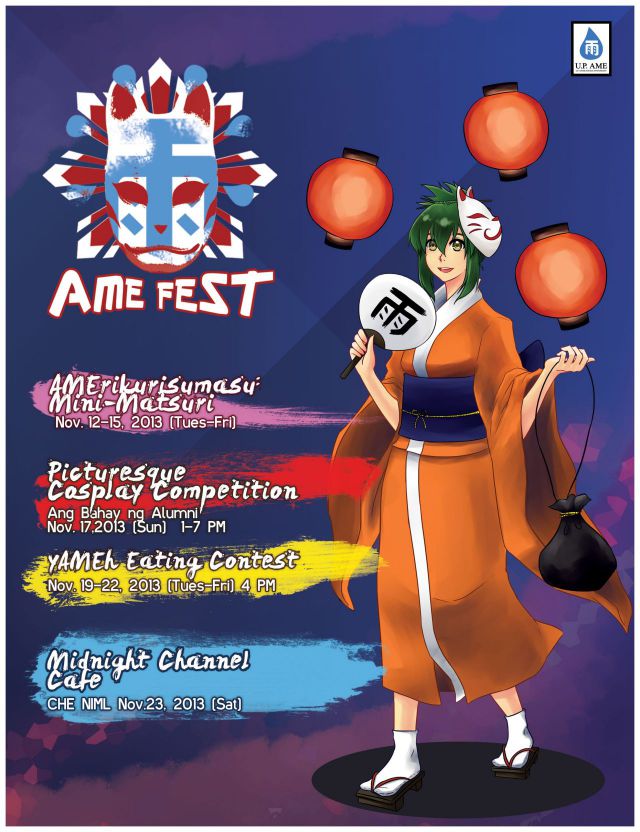 雨
U.P. AME
AME FEST
雨
AMErikurisumasu:
Mini-Matsuri
Nov. 12-15, 2013 (Tues-Fri)
Picturesque
Cosplay Competition
Ang Bahay ng Alumni
Nov. 17,2013 (Sun) 1-7 PM
yAMEh Eating Contest
Nov. 19-22, 2013 (Tues-Fri) 4 PM
Midnight Channel
Cafe
CHE NIML Nov.23, 2013 (Sat)